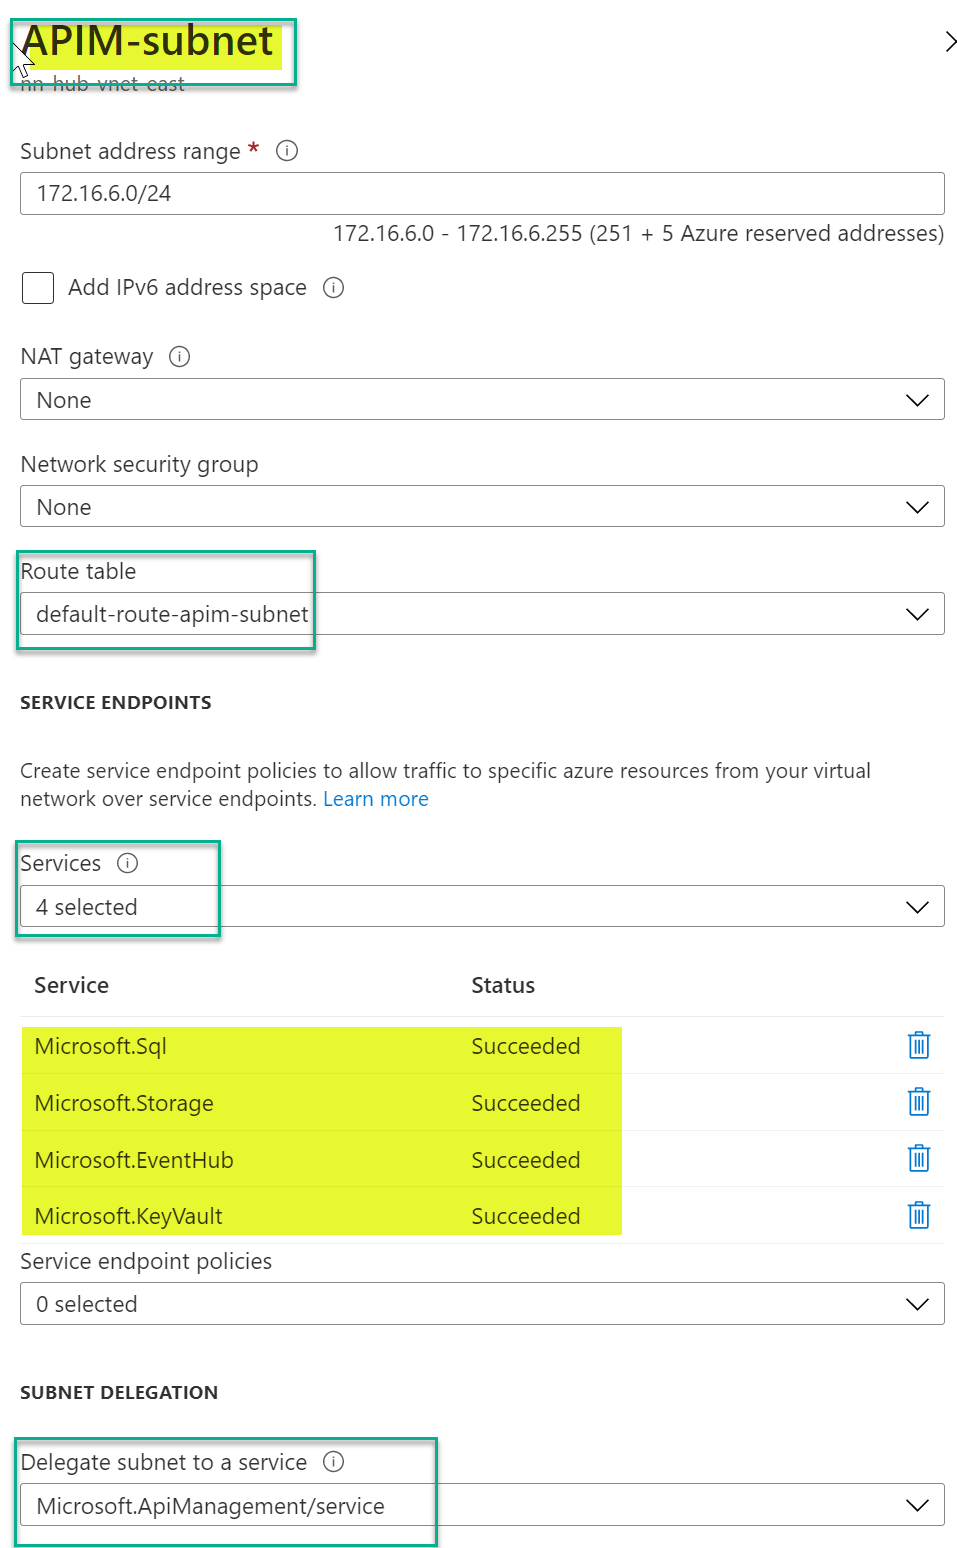 APIM-subnet
nn-hub-vnet-east
Subnet address range *
172.16.6.0/24
172.16.6.0 - 172.16.6.255 (251 + 5 Azure reserved addresses)
Add IPv6 address space
NAT gateway
None
Network security group
None
Route table
default-route-apim-subnet
SERVICE ENDPOINTS
Create service endpoint policies to allow traffic to specific azure resources from your virtual
network over service endpoints. Learn more
Services
4 selected
Service Status
Microsoft.Sql Succeeded
Microsoft.Storage Succeeded
Microsoft.EventHub Succeeded
Microsoft.KeyVault Succeeded
Service endpoint policies
0 selected
SUBNET DELEGATION
Delegate subnet to a service
Microsoft.ApiManagement/service